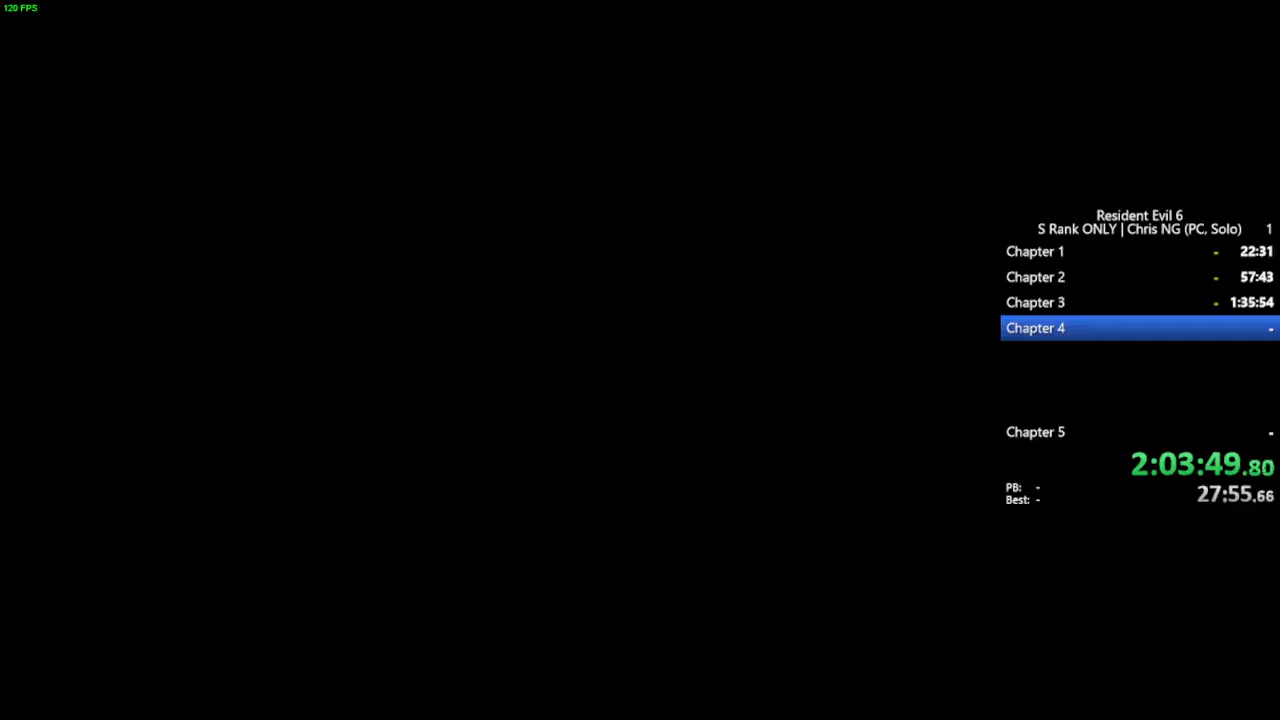 120 FPS
Resident Evil 6
S Rank ONLY | Chris NG (PC, Solo) 1
Chapter 1 - 22:31
Chapter 2 - 57:43
Chapter 3 - 1:35:54
Chapter 4 -
Chapter 5 -
2:03:49.80
PB: - 27:55.66
Best: -